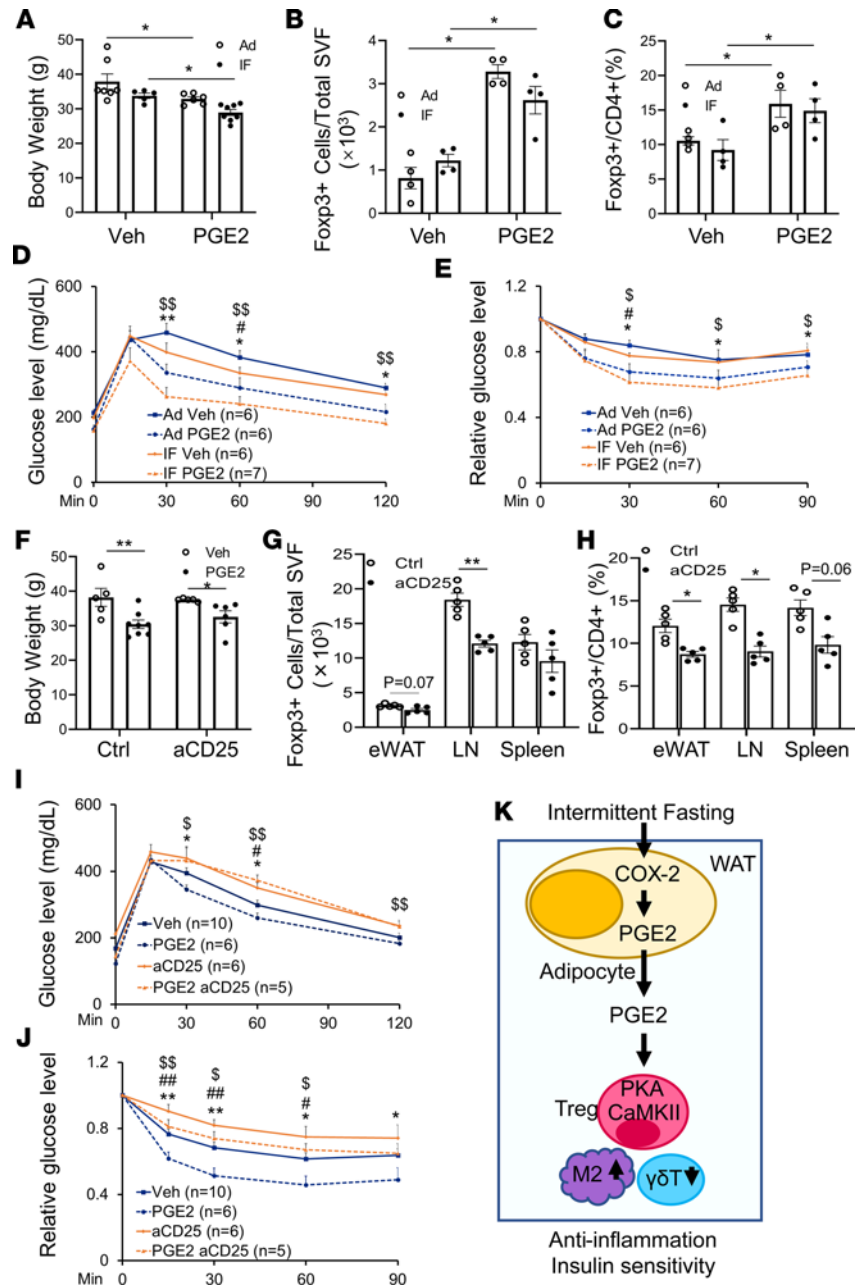 A
Body Weight (g)
50
40
30
20
10
0
*
*
Ad
IF
Veh PGE2
B
Foxp3+ Cells/Total SVF
(×10³)
4
3
2
1
0
*
*
Ad
IF
Veh PGE2
C
Foxp3+/CD4+(%)
25
20
15
10
5
0
*
*
Ad
IF
Veh PGE2
D
Glucose level (mg/dL)
600
400
200
0
$$
**
$$
#
*
$$
*
Ad Veh (n=6)
Ad PGE2 (n=6)
IF Veh (n=6)
IF PGE2 (n=7)
Min 0 30 60 90 120
E
Relative glucose level
1.2
0.8
0.4
0
$
#
*
$
*
$
*
Ad Veh (n=6)
Ad PGE2 (n=6)
IF Veh (n=6)
IF PGE2 (n=7)
Min 0 30 60 90
F
Body Weight (g)
50
40
30
20
10
0
**
*
Veh
PGE2
Ctrl aCD25
G
Foxp3+ Cells/Total SVF
(×10³)
25
20
15
10
5
0
Ctrl
aCD25
**
P=0.07
eWAT LN Spleen
H
Foxp3+/CD4+ (%)
20
15
10
5
0
Ctrl
aCD25
*
*
P=0.06
eWAT LN Spleen
I
Glucose level (mg/dL)
600
400
200
0
$
*
$$
#
*
$$
Veh (n=10)
PGE2 (n=6)
aCD25 (n=6)
PGE2 aCD25 (n=5)
Min 0 30 60 90 120
J
Relative glucose level
1.2
0.8
0.4
0
$$
##
**
$
##
**
$
#
*
*
Veh (n=10)
PGE2 (n=6)
aCD25 (n=6)
PGE2 aCD25 (n=5)
Min 0 30 60 90
K
Intermittent Fasting
WAT
COX-2
PGE2
Adipocyte
PGE2
PKA
Treg CaMKII
M2 γδT
Anti-inflammation
Insulin sensitivity